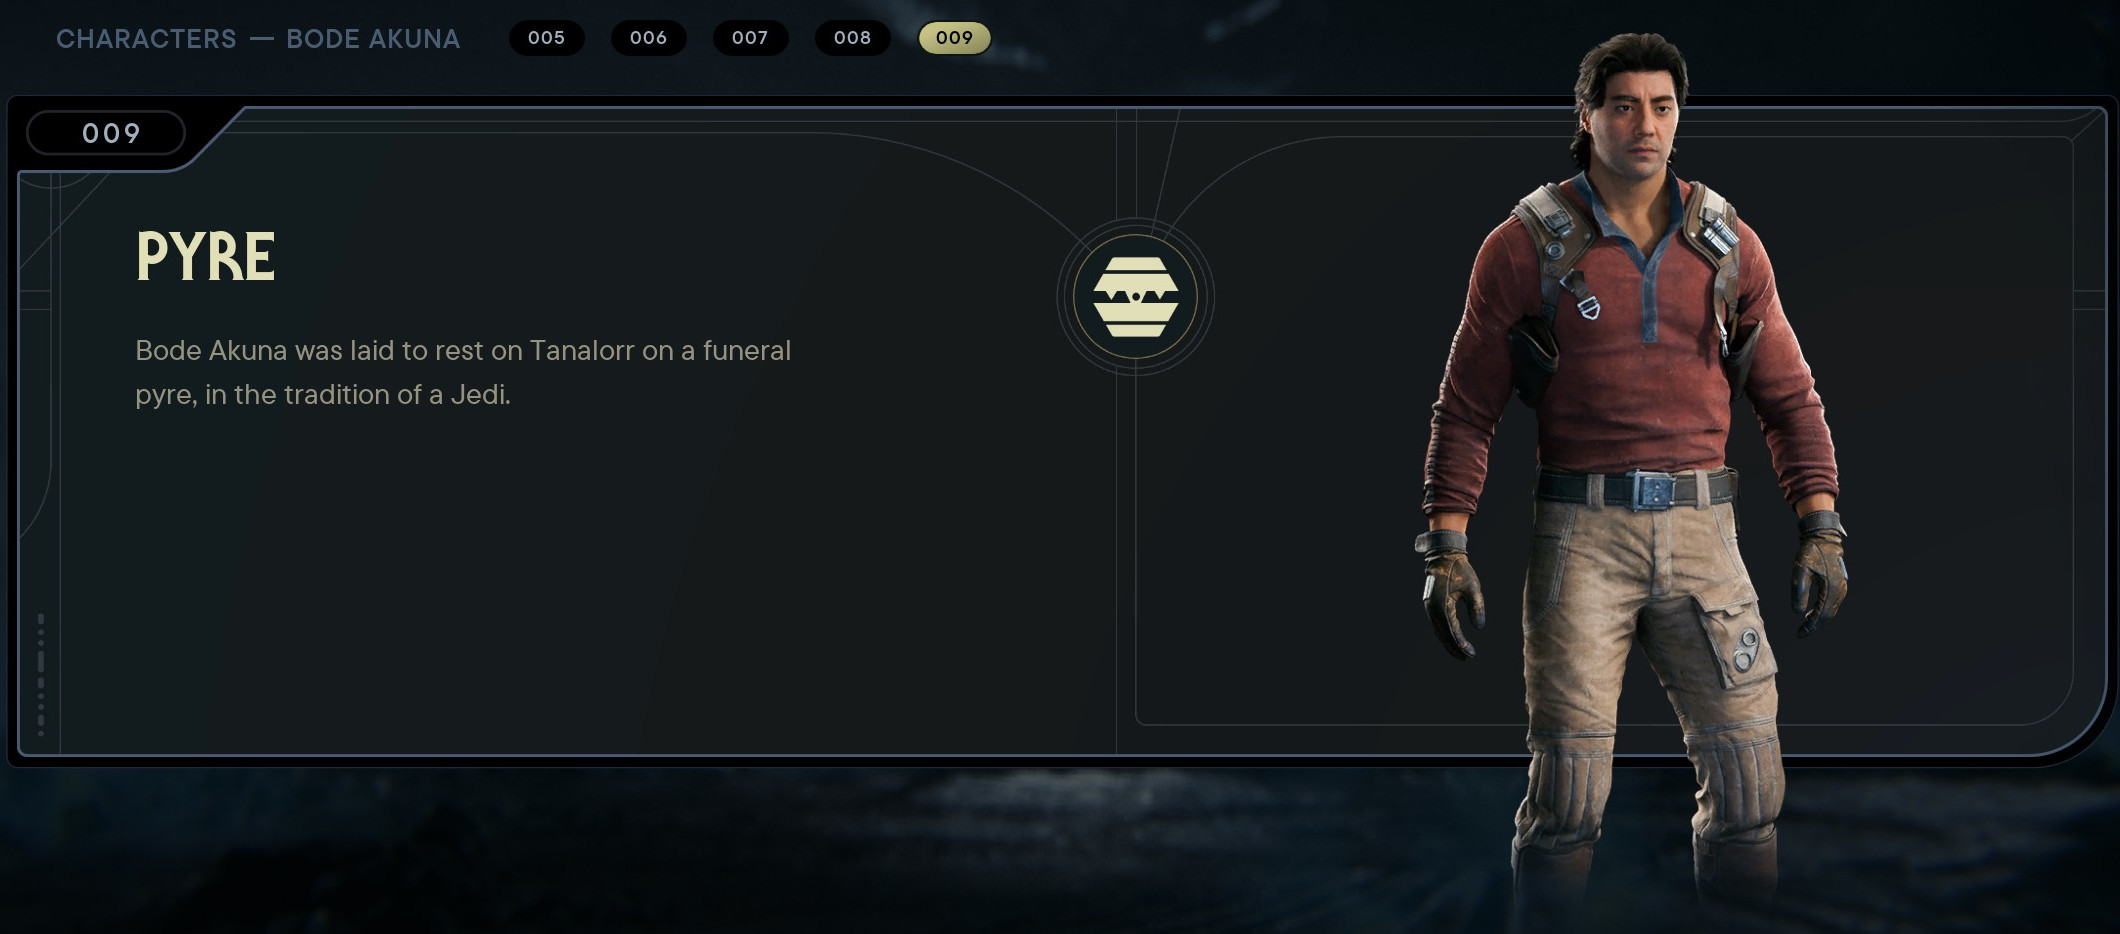 CHARACTERS — BODE AKUNA 005 006 007 008 009
009
PYRE
Bode Akuna was laid to rest on Tanalorr on a funeral
pyre, in the tradition of a Jedi.